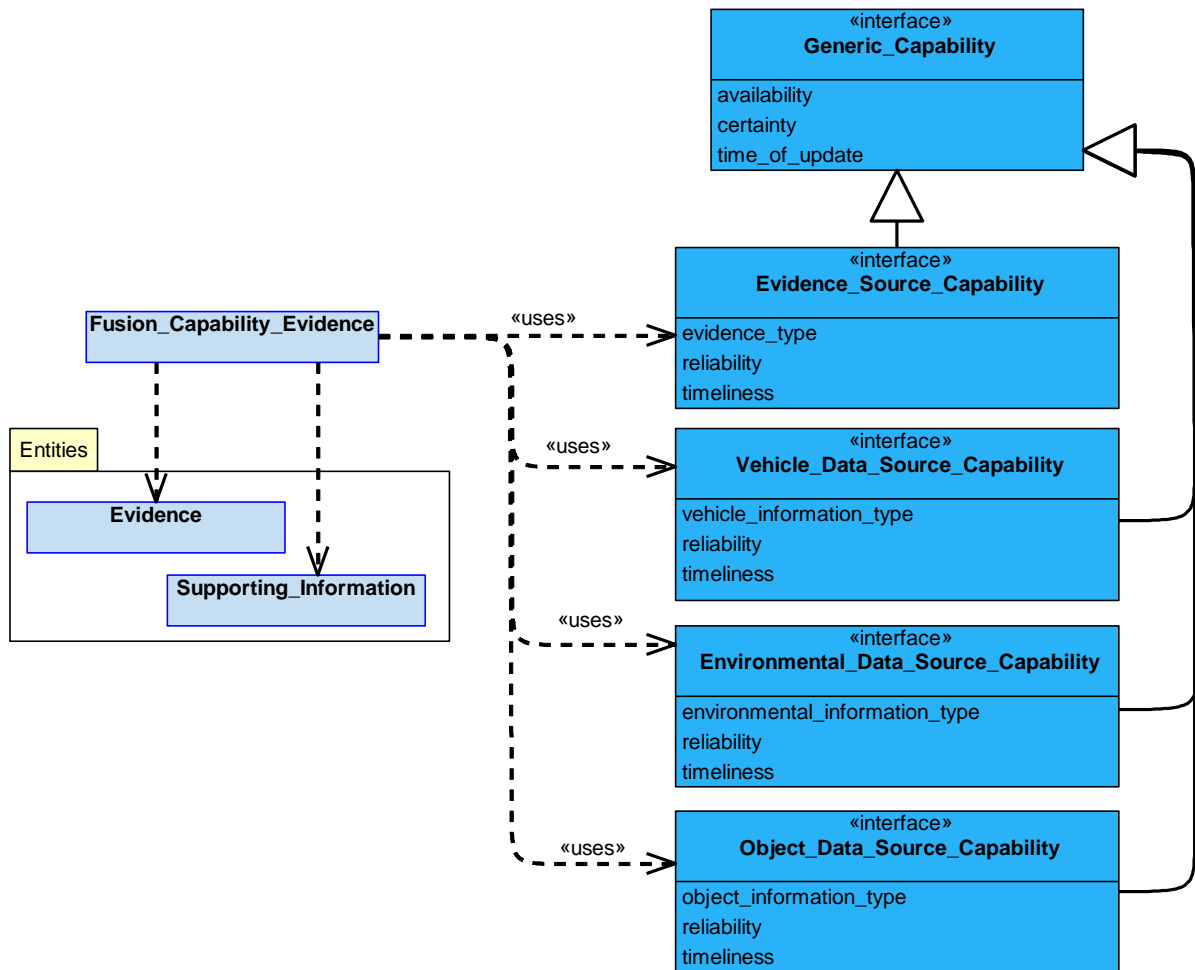 «interface»
Generic_Capability
availability
certainty
time_of_update
«interface»
Evidence_Source_Capability
evidence_type
reliability
timeliness
Fusion_Capability_Evidence
«uses»
Entities
Evidence
Supporting_Information
«uses»
«interface»
Vehicle_Data_Source_Capability
vehicle_information_type
reliability
timeliness
«uses»
«interface»
Environmental_Data_Source_Capability
environmental_information_type
reliability
timeliness
«uses»
«interface»
Object_Data_Source_Capability
object_information_type
reliability
timeliness